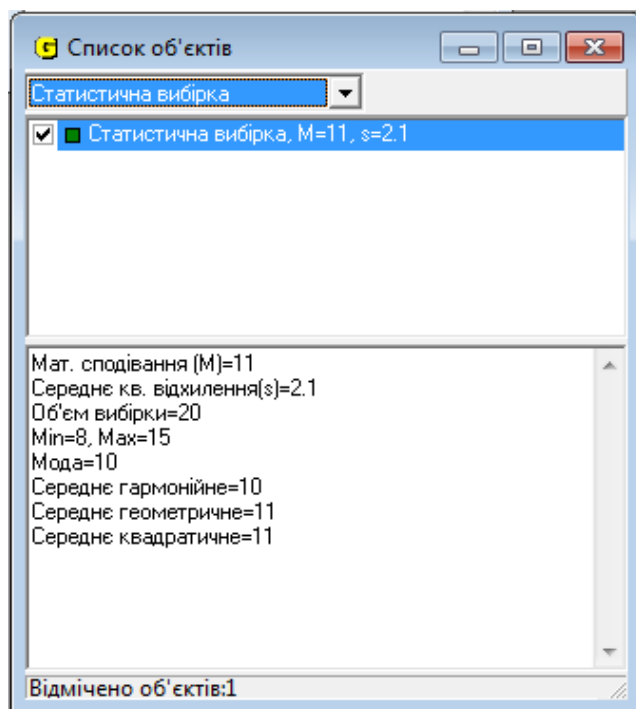 Список об'єктів
Статистична вибірка
Статистична вибірка, M=11, s=2.1
Мат. сподівання (M)=11
Середнє кв. відхилення(s)=2.1
Об'єм вибірки=20
Min=8, Max=15
Мода=10
Середнє гармонійне=10
Середнє геометричне=11
Середнє квадратичне=11
Відмічено об'єктів:1